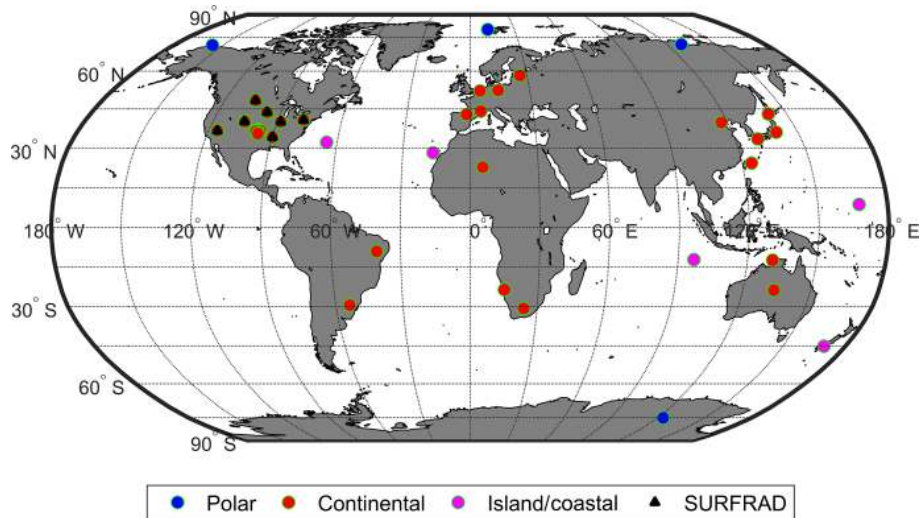 90° N
60° N
30° N
180° W 120° W 60° W 0° 60° E 120° E 180° E
30° S
60° S
90° S
Polar Continental Island/coastal SURFRAD